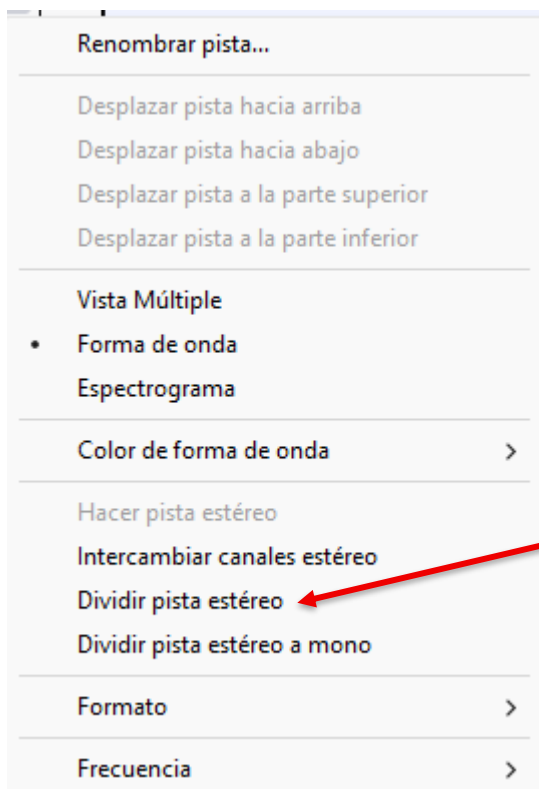 Renombrar pista...
Desplazar pista hacia arriba
Desplazar pista hacia abajo
Desplazar pista a la parte superior
Desplazar pista a la parte inferior
Vista Múltiple
Forma de onda
Espectrograma
Color de forma de onda
Hacer pista estéreo
Intercambiar canales estéreo
Dividir pista estéreo
Dividir pista estéreo a mono
Formato
Frecuencia